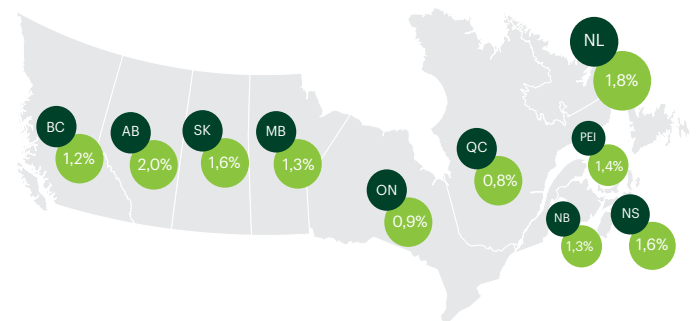 NL
1,8%
BC
1,2%
AB
2,0%
SK
1,6%
MB
1,3%
ON
0,9%
QC
0,8%
PEI
1,4%
NB
1,3%
NS
1,6%